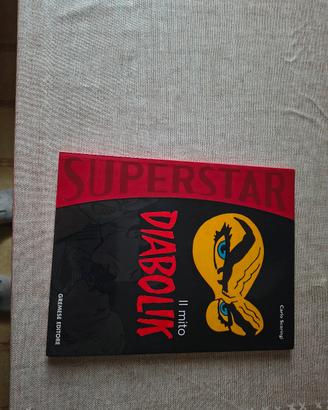 SUPERSTAR
Carlo Scaringi
Il mito
DIABOLIK
GREMESE EDITORE